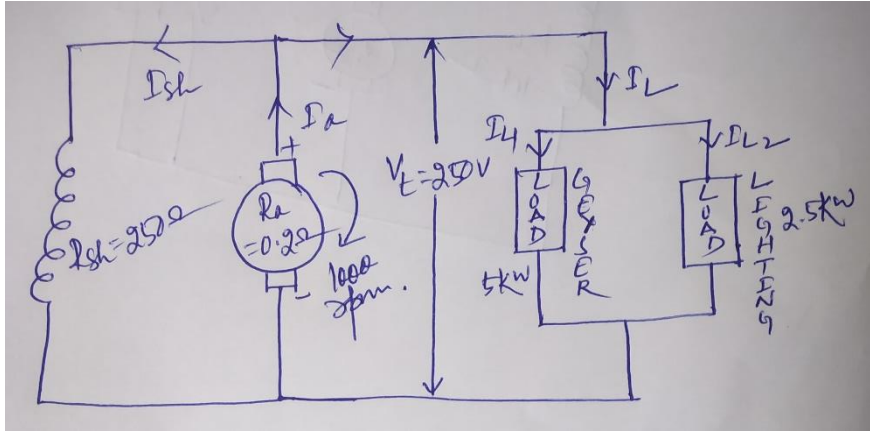 Ish
Ia
+
Ra
=0.2Ω
-
1000
rpm.
Rsh=250Ω
Vt=250V
IL
IL1
IL2
LOAD
GEYSER
5KW
LOAD
LIGHTING
2.5KW